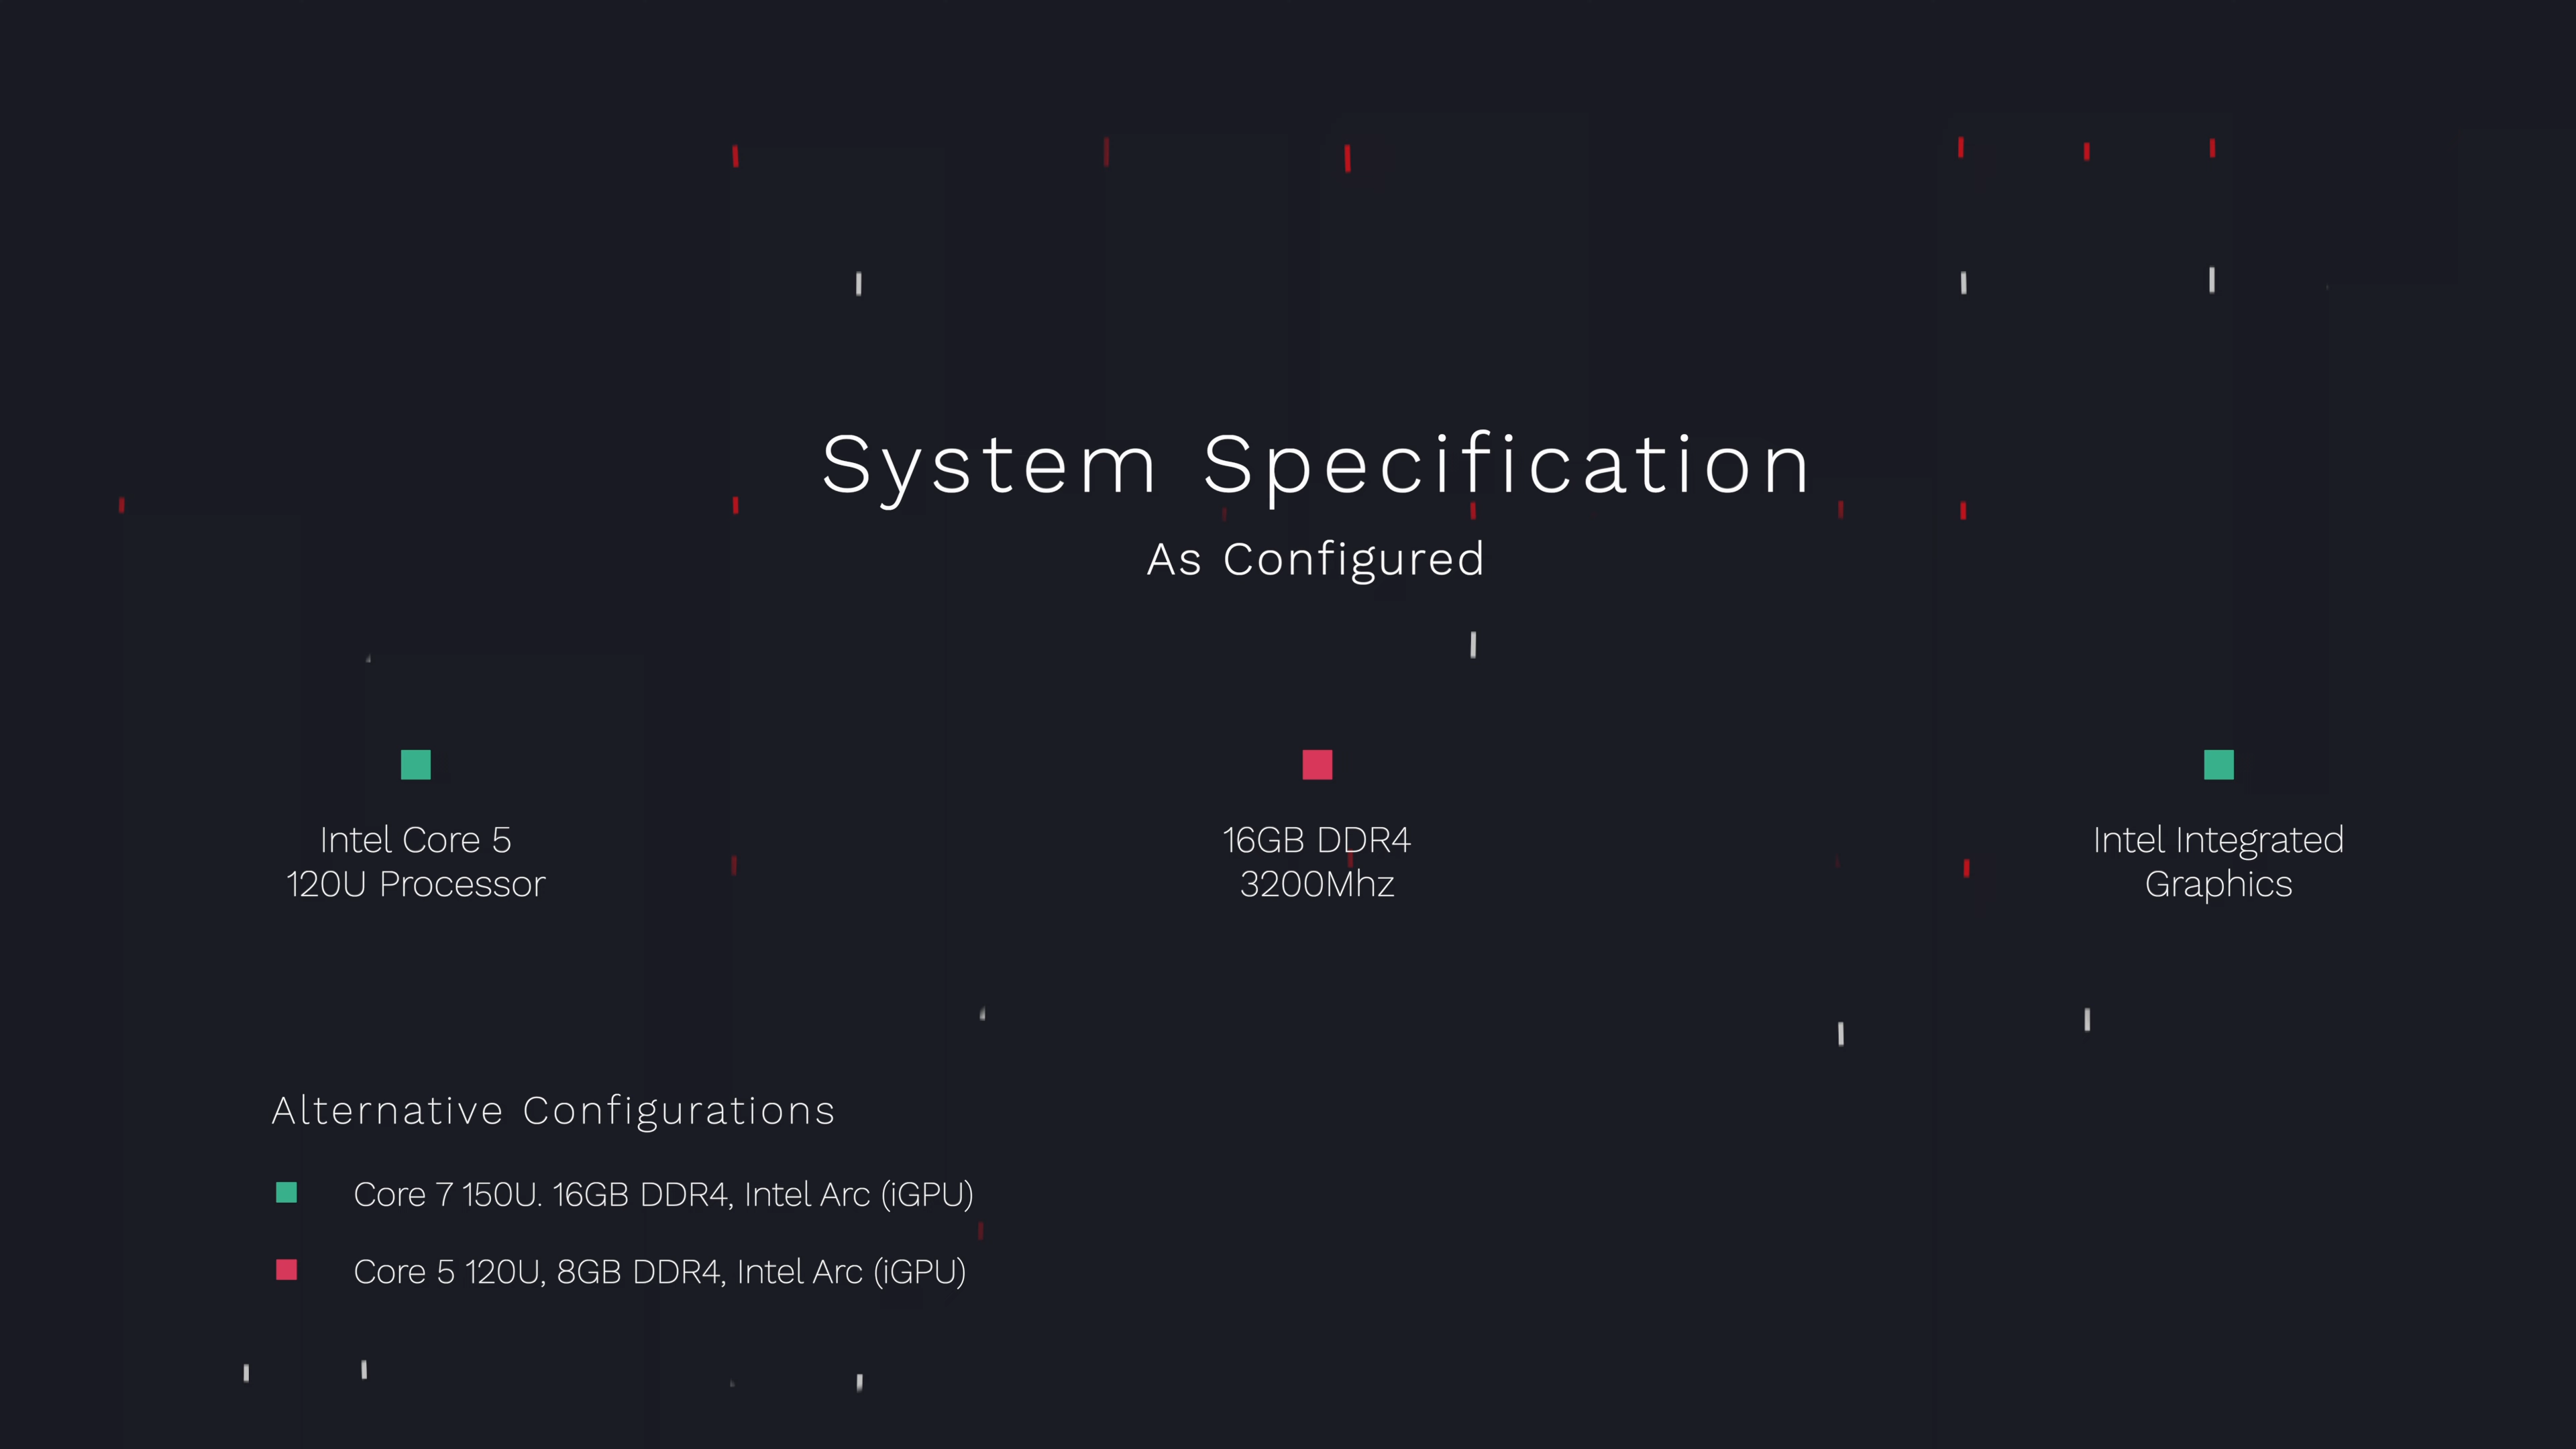 System Specification
As Configured
Intel Core 5
120U Processor
16GB DDR4
3200Mhz
Intel Integrated
Graphics
Alternative Configurations
Core 7 150U. 16GB DDR4, Intel Arc (iGPU)
Core 5 120U, 8GB DDR4, Intel Arc (iGPU)